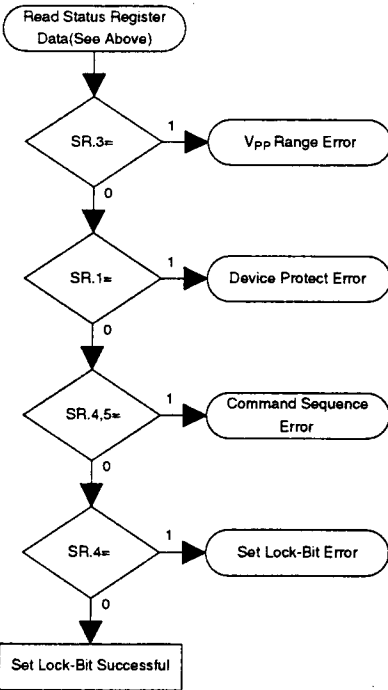 Read Status Register
Data(See Above)
SR.3=
1
VPP Range Error
0
SR.1=
1
Device Protect Error
0
SR.4,5=
1
Command Sequence
Error
0
SR.4=
1
Set Lock-Bit Error
0
Set Lock-Bit Successful